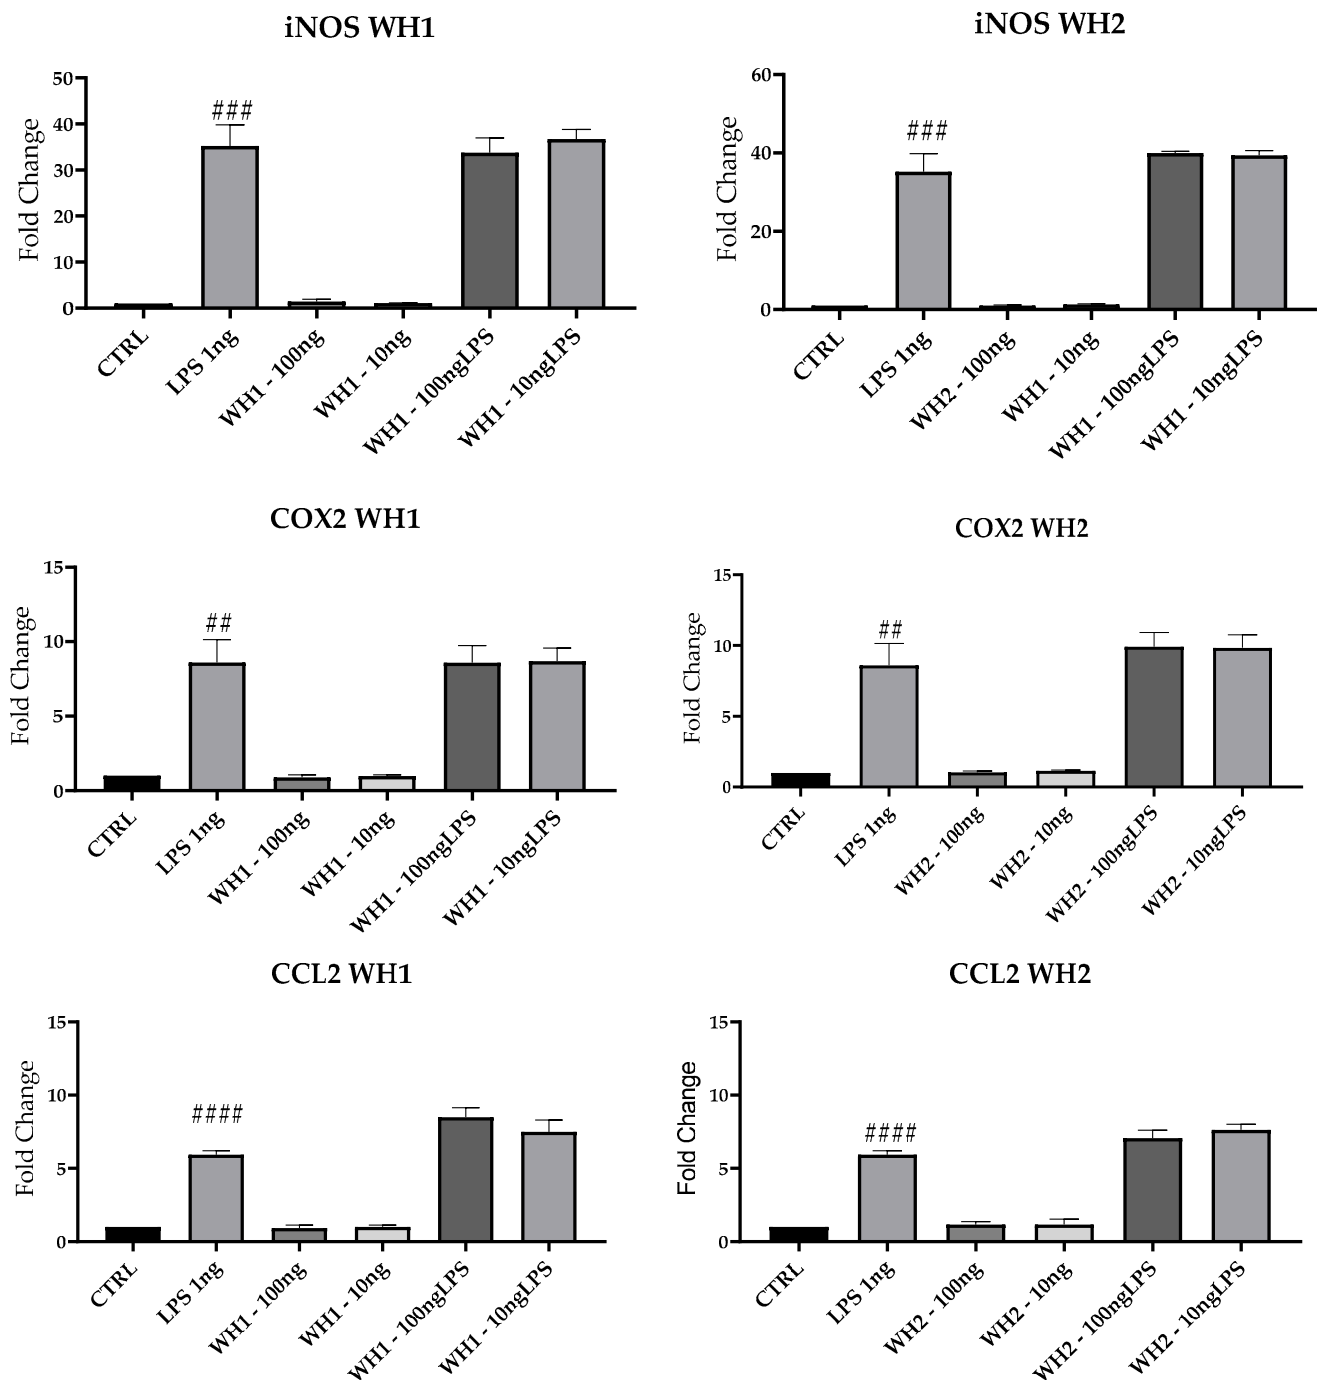 iNOS WH1
Fold Change
50
40
30
20
10
0
###
CTRL
LPS 1ng
WH1 - 100ng
WH1 - 10ng
WH1 - 100ngLPS
WH1 - 10ngLPS
iNOS WH2
Fold Change
60
40
20
0
###
CTRL
LPS 1ng
WH2 - 100ng
WH1 - 10ng
WH1 - 100ngLPS
WH1 - 10ngLPS
COX2 WH1
Fold Change
15
10
5
0
##
CTRL
LPS 1ng
WH1 - 100ng
WH1 - 10ng
WH1 - 100ngLPS
WH1 - 10ngLPS
COX2 WH2
Fold Change
15
10
5
0
##
CTRL
LPS 1ng
WH2 - 100ng
WH2 - 10ng
WH2 - 100ngLPS
WH2 - 10ngLPS
CCL2 WH1
Fold Change
15
10
5
0
####
CTRL
LPS 1ng
WH1 - 100ng
WH1 - 10ng
WH1 - 100ngLPS
WH1 - 10ngLPS
CCL2 WH2
Fold Change
15
10
5
0
####
CTRL
LPS 1ng
WH2 - 100ng
WH2 - 10ng
WH2 - 100ngLPS
WH2 - 10ngLPS